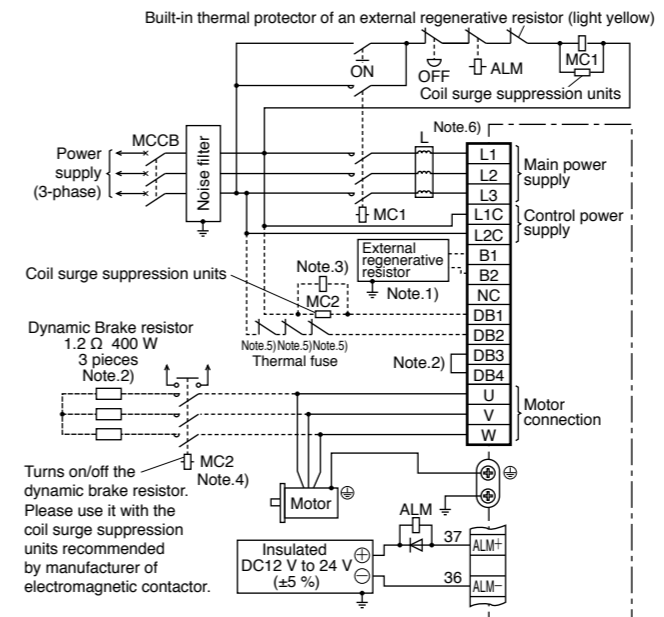 Built-in thermal protector of an external regenerative resistor (light yellow)
ON
OFF
ALM
MC1
Coil surge suppression units
Note.6)
MCCB
Noise filter
L
Power
supply
(3-phase)
L1
L2
L3
Main power
supply
MC1
L1C
L2C
Control power
supply
External
regenerative
resistor
B1
B2
Note.1)
NC
Coil surge suppression units
Note.3)
MC2
DB1
DB2
Note.5)Note.5)Note.5)
Thermal fuse
Note.2)
DB3
DB4
Dynamic Brake resistor
1.2 Ω 400 W
3 pieces
Note.2)
U
V
W
Motor
connection
MC2
Note.4)
Turns on/off the
dynamic brake resistor.
Please use it with the
coil surge suppression
units recommended
by manufacturer of
electromagnetic contactor.
Motor
ALM
37
ALM+
Insulated
DC12 V to 24 V
(±5 %)
+
−
36
ALM−